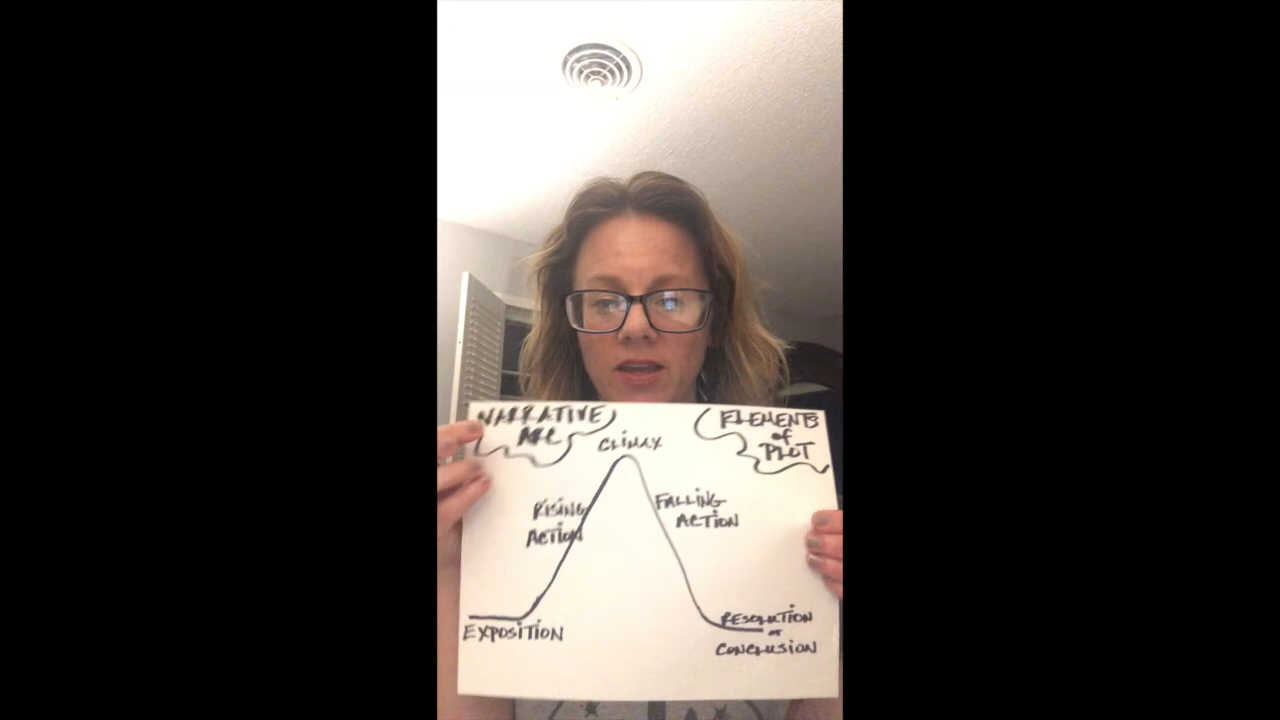 NARRATIVE
ARC
ELEMENTS
of
PLOT
CLIMAX
RISING
ACTION
FALLING
ACTION
EXPOSITION
RESOLUTION
or
CONCLUSION